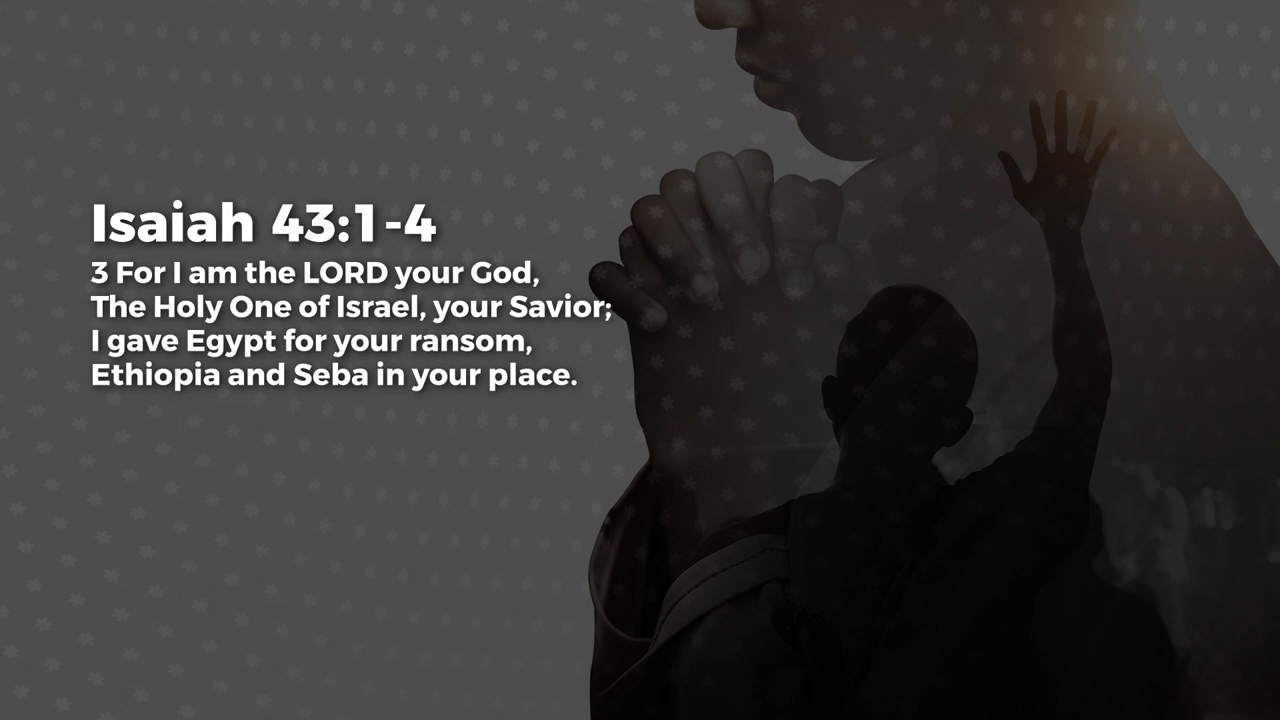 Isaiah 43:1-4
3 For I am the LORD your God,
The Holy One of Israel, your Savior;
I gave Egypt for your ransom,
Ethiopia and Seba in your place.